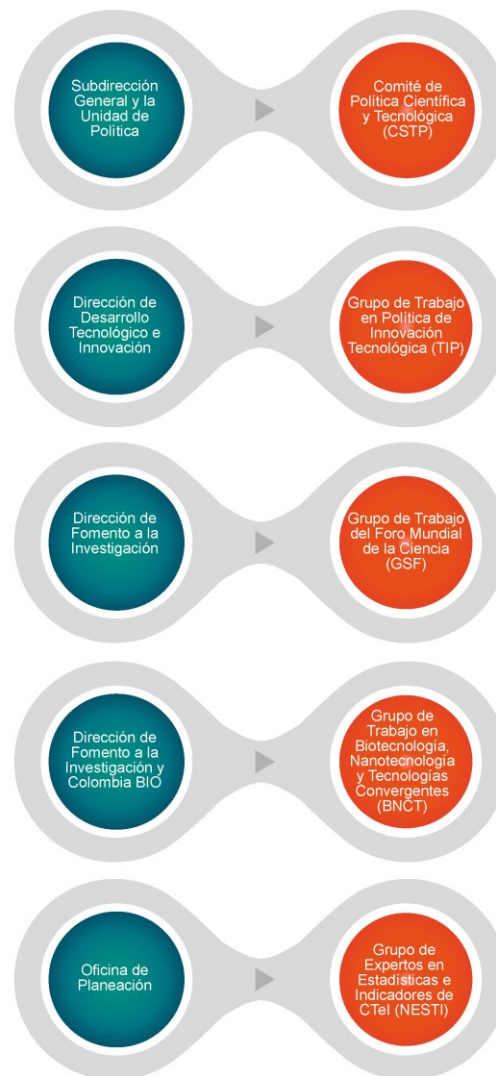 Subdirección
General y la
Unidad de
Política
Comité de
Política Científica
y Tecnológica
(CSTP)
Dirección de
Desarrollo
Tecnológico e
Innovación
Grupo de Trabajo
en Política de
Innovación
Tecnológica (TIP)
Dirección de
Fomento a la
Investigación
Grupo de Trabajo
del Foro Mundial
de la Ciencia
(GSF)
Dirección de
Fomento a la
Investigación y
Colombia BIO
Grupo de
Trabajo en
Biotecnología,
Nanotecnología
y Tecnologías
Convergentes
(BNCT)
Oficina de
Planeación
Grupo de
Expertos en
Estadísticas e
Indicadores de
CTeI (NESTI)